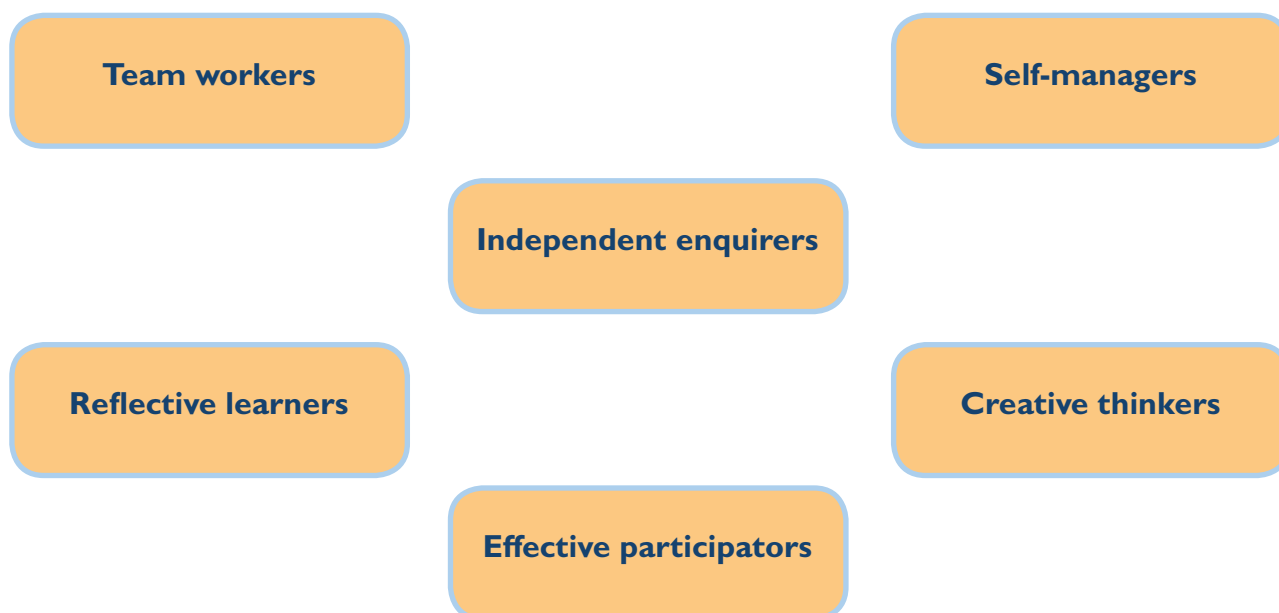 Team workers
Self-managers
Independent enquirers
Reflective learners
Creative thinkers
Effective participators